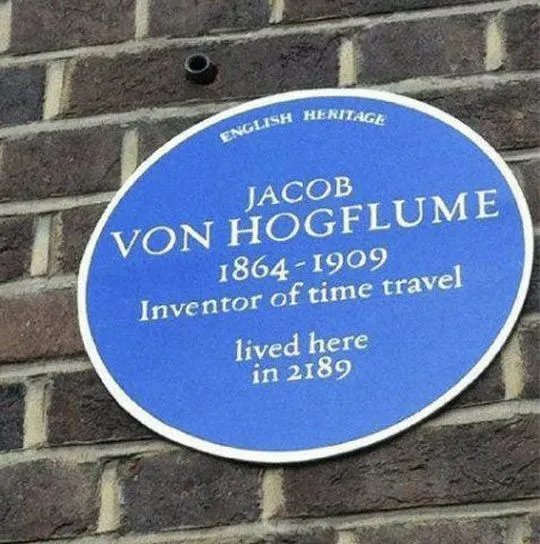 ENGLISH HERITAGE
JACOB
VON HOGFLUME
1864-1909
Inventor of time travel
lived here
in 2189